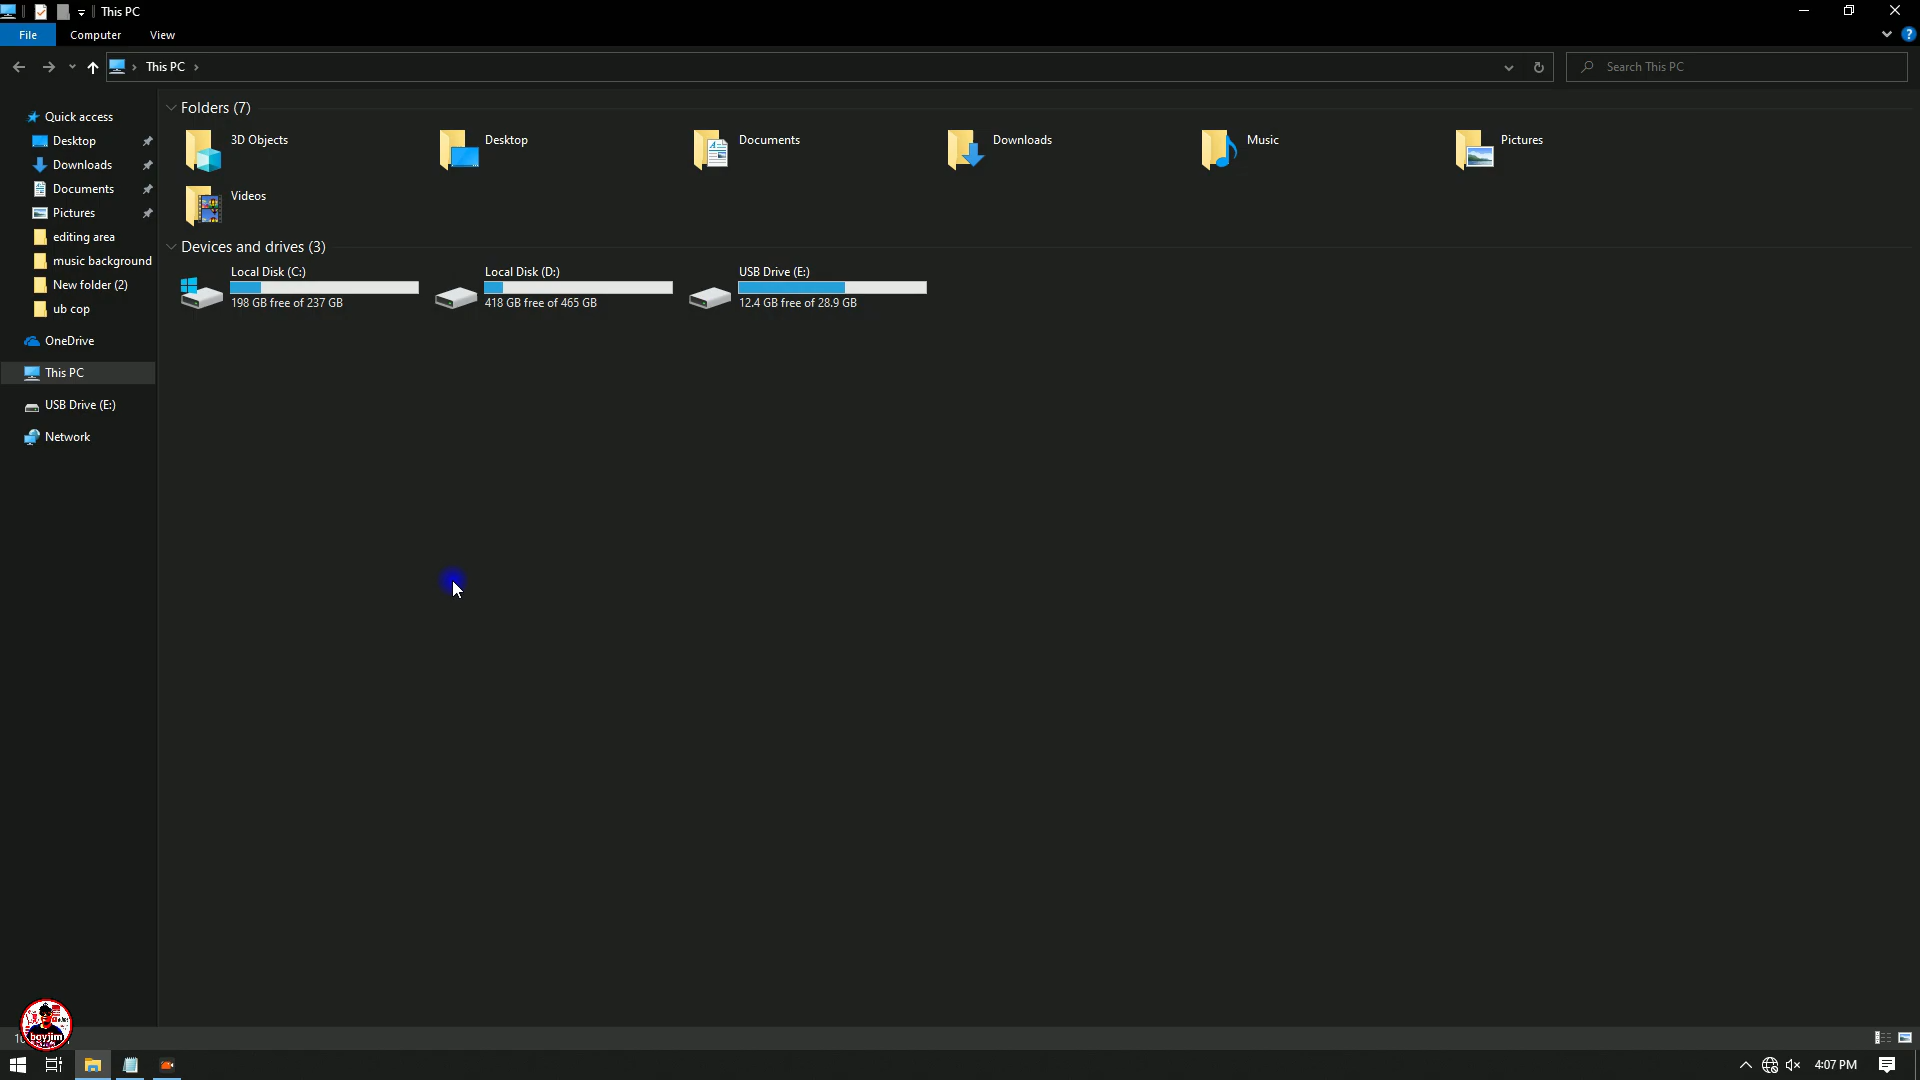 This PC
File
Computer
View
This PC
Search This PC
Quick access
Desktop
Downloads
Documents
Pictures
editing area
music background
New folder (2)
ub cop
OneDrive
This PC
USB Drive (E:)
Network
Folders (7)
3D Objects
Desktop
Documents
Downloads
Music
Pictures
Videos
Devices and drives (3)
Local Disk (C:)
198 GB free of 237 GB
Local Disk (D:)
418 GB free of 465 GB
USB Drive (E:)
12.4 GB free of 28.9 GB
boyjim
4:07 PM